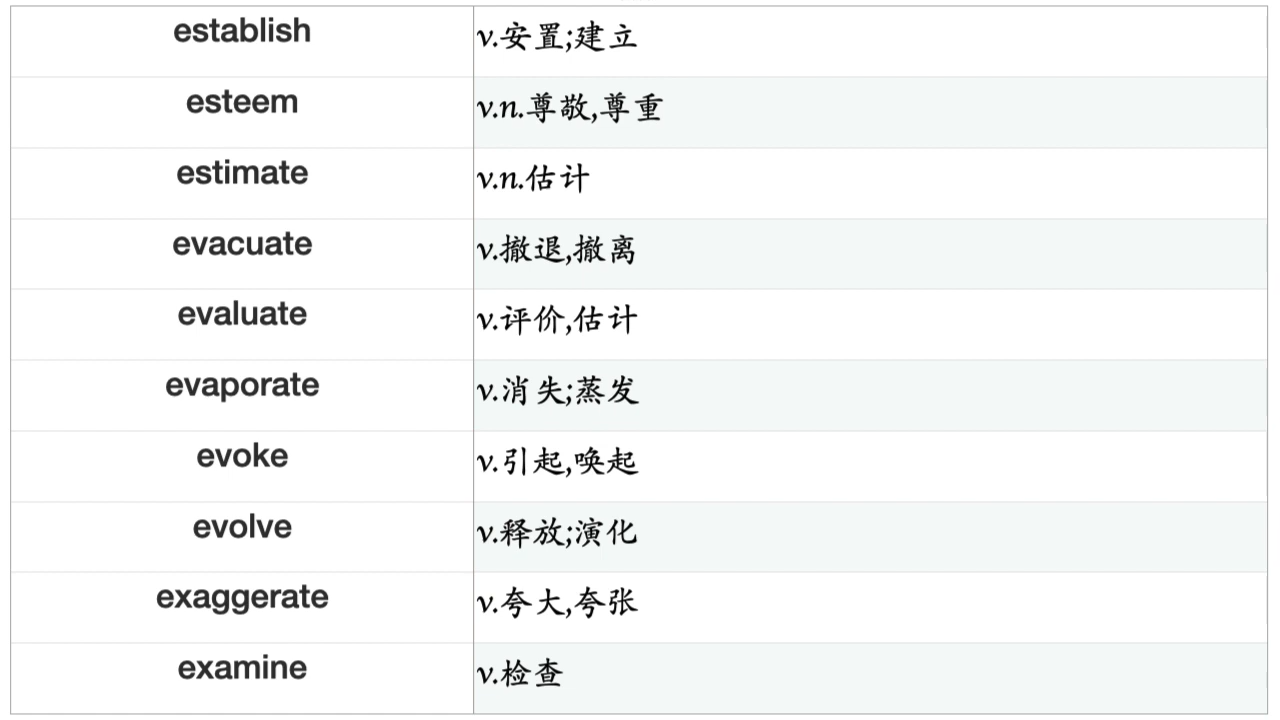 establish v.安置;建立
esteem v.n.尊敬,尊重
estimate v.n.估计
evacuate v.撤退,撤离
evaluate v.评价,估计
evaporate v.消失;蒸发
evoke v.引起,唤起
evolve v.释放;演化
exaggerate v.夸大,夸张
examine v.检查